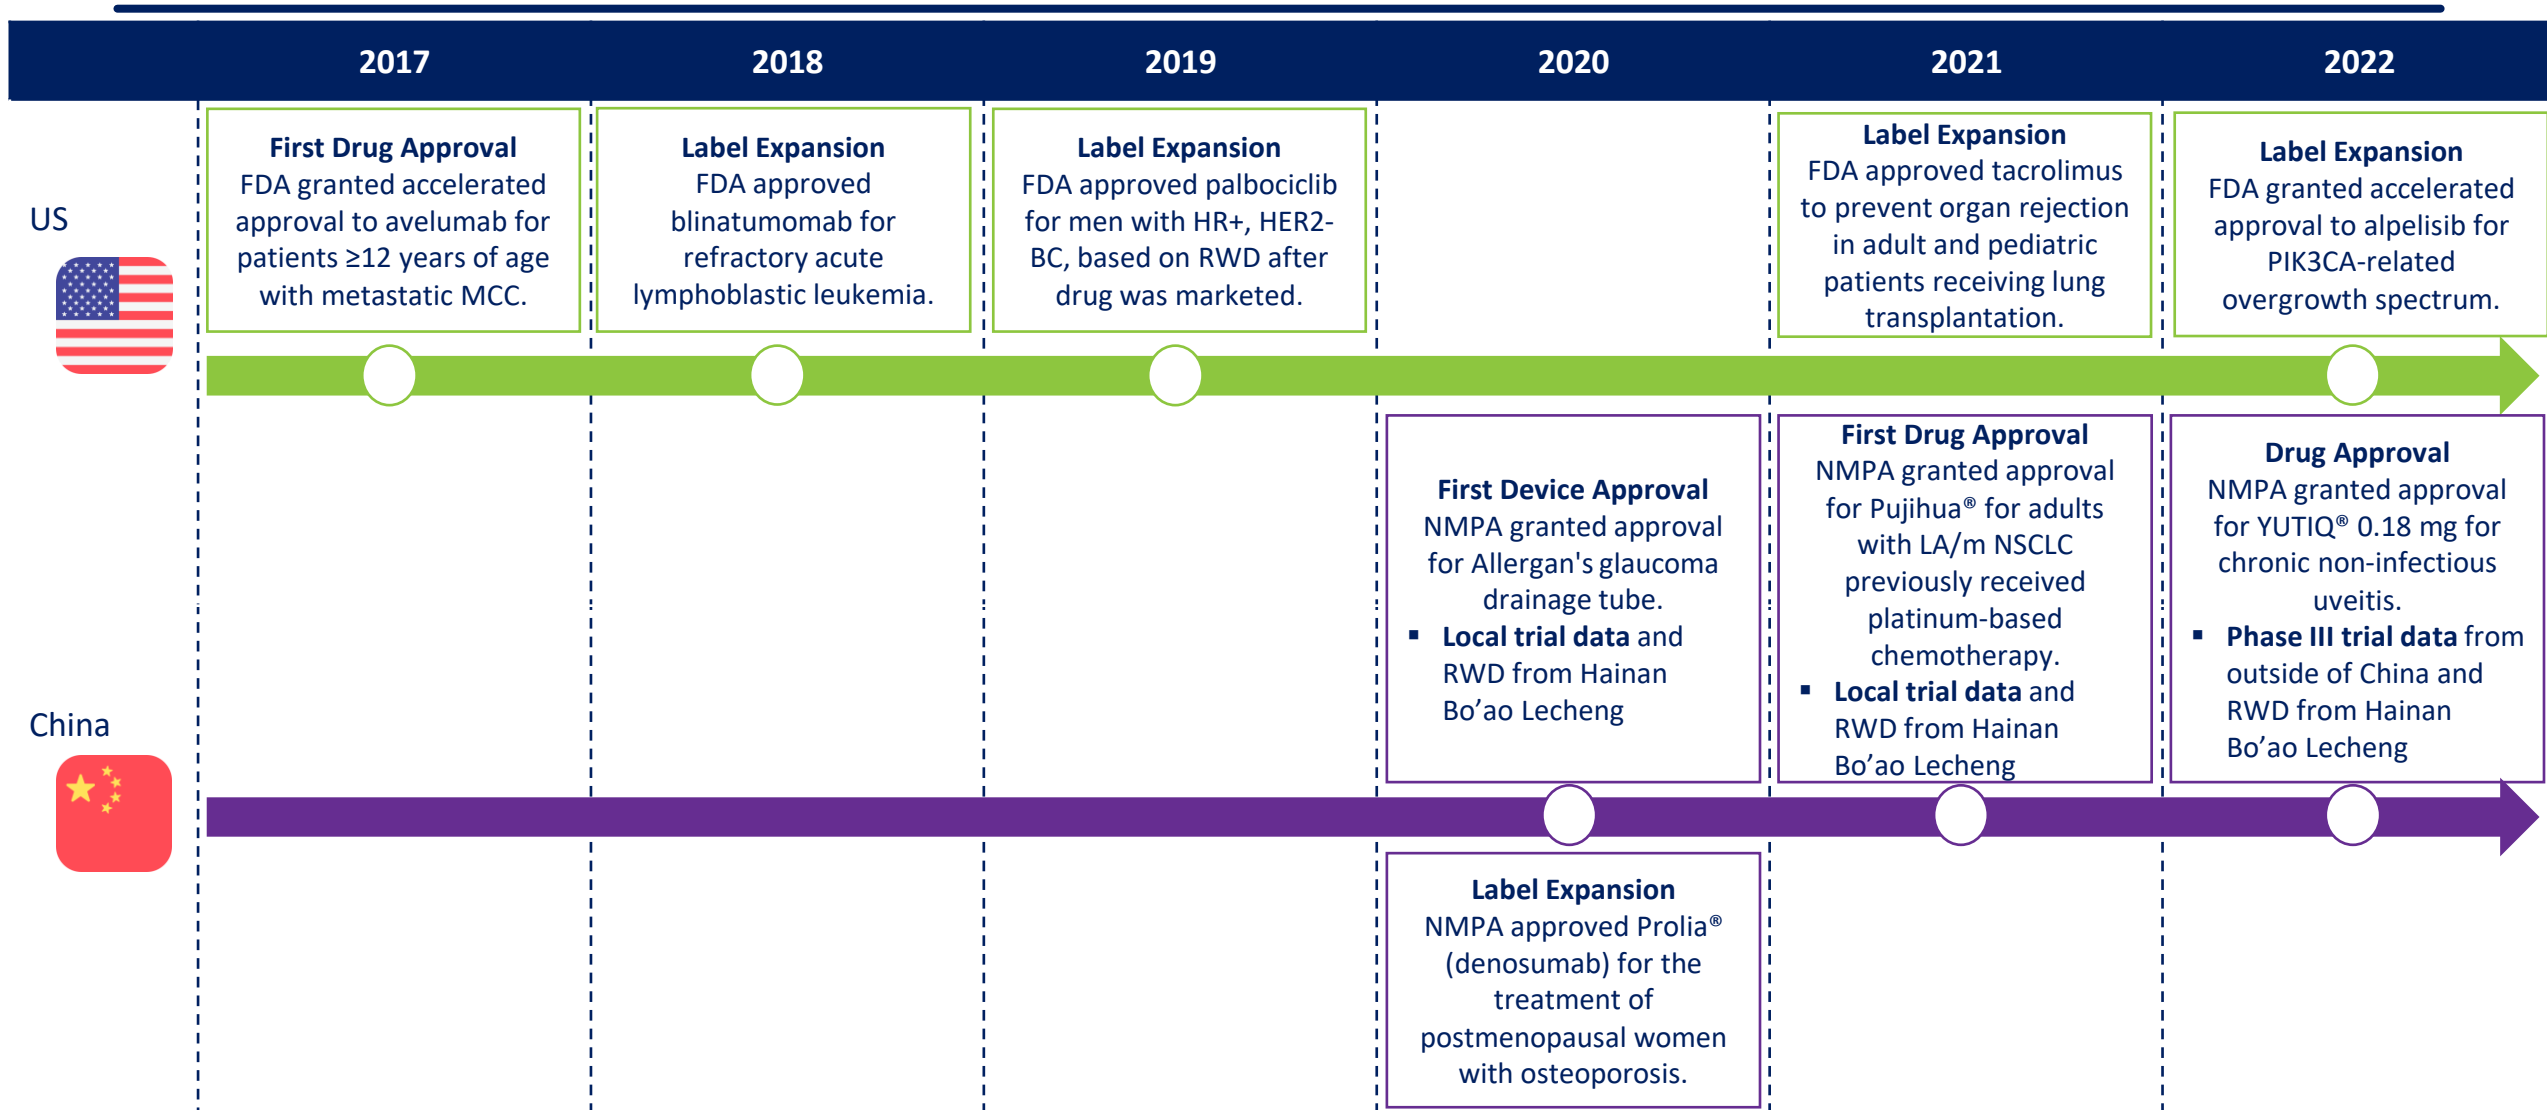 2017
2018
2019
2020
2021
2022
US
First Drug Approval
FDA granted accelerated
approval to avelumab for
patients ≥12 years of age
with metastatic MCC.
Label Expansion
FDA approved
blinatumomab for
refractory acute
lymphoblastic leukemia.
Label Expansion
FDA approved palbociclib
for men with HR+, HER2-
BC, based on RWD after
drug was marketed.
Label Expansion
FDA approved tacrolimus
to prevent organ rejection
in adult and pediatric
patients receiving lung
transplantation.
Label Expansion
FDA granted accelerated
approval to alpelisib for
PIK3CA-related
overgrowth spectrum.
China
First Device Approval
NMPA granted approval
for Allergan's glaucoma
drainage tube.
▪ Local trial data and
RWD from Hainan
Bo’ao Lecheng
First Drug Approval
NMPA granted approval
for Pujihua® for adults
with LA/m NSCLC
previously received
platinum-based
chemotherapy.
▪ Local trial data and
RWD from Hainan
Bo’ao Lecheng
Drug Approval
NMPA granted approval
for YUTIQ® 0.18 mg for
chronic non-infectious
uveitis.
▪ Phase III trial data from
outside of China and
RWD from Hainan
Bo’ao Lecheng
Label Expansion
NMPA approved Prolia®
(denosumab) for the
treatment of
postmenopausal women
with osteoporosis.